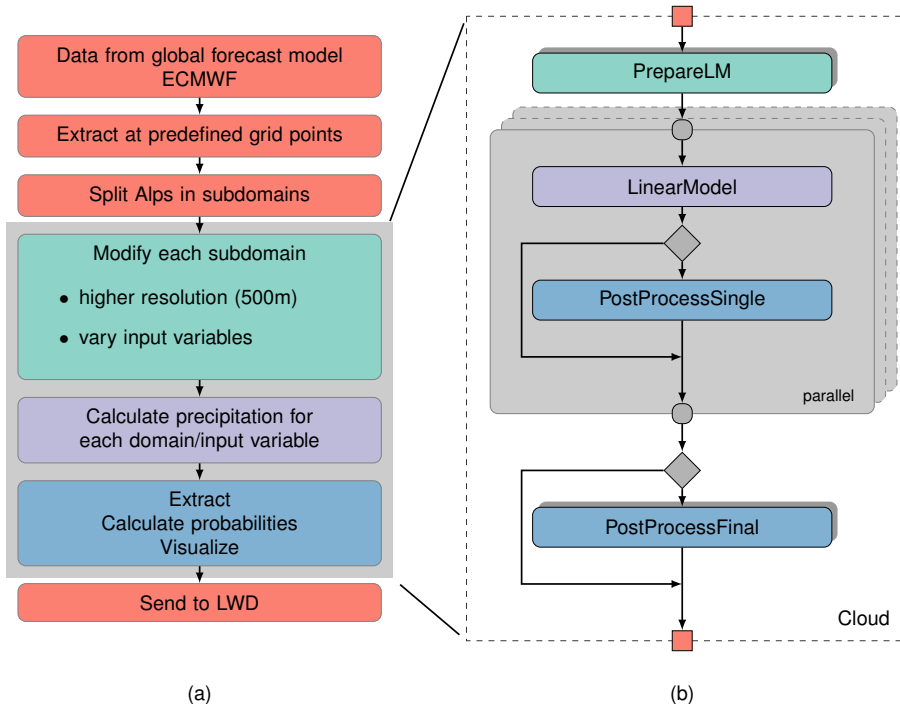 Data from global forecast model
ECMWF
Extract at predefined grid points
Split Alps in subdomains
Modify each subdomain
• higher resolution (500m)
• vary input variables
Calculate precipitation for
each domain/input variable
Extract
Calculate probabilities
Visualize
Send to LWD
(a)
PrepareLM
LinearModel
PostProcessSingle
parallel
PostProcessFinal
Cloud
(b)